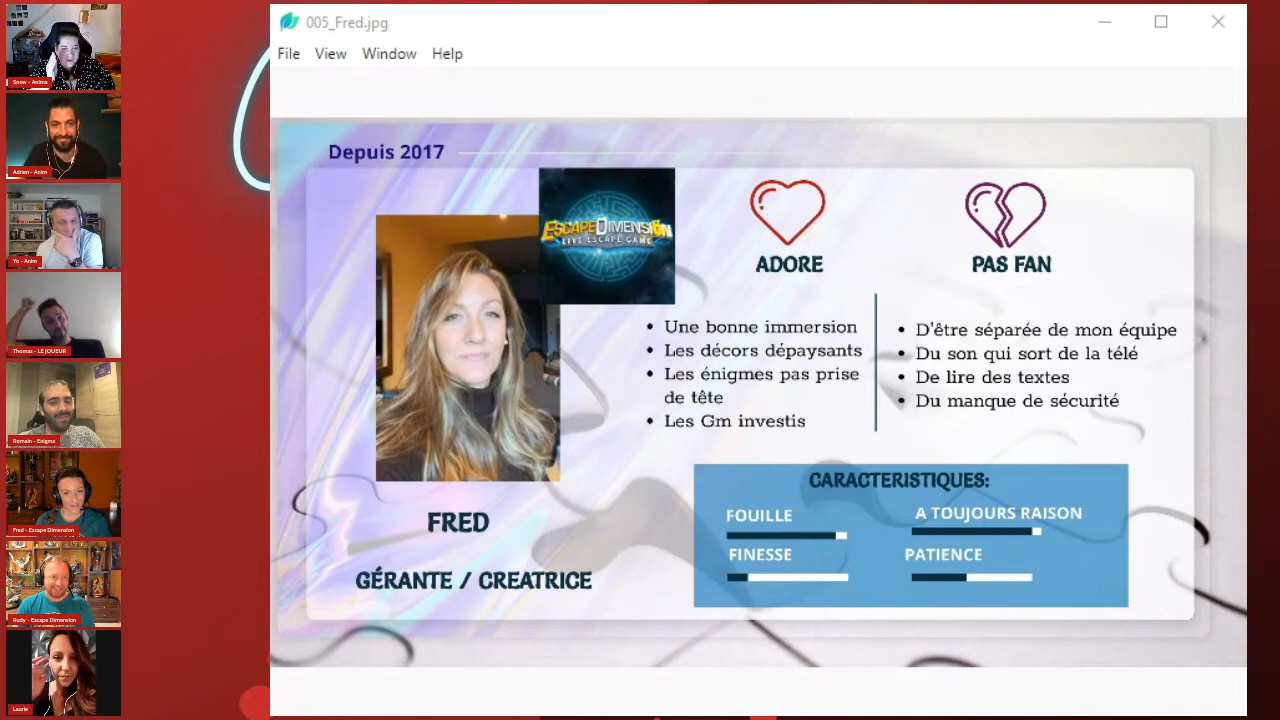 005_Fred.jpg
File View Window Help
Depuis 2017
ESCAPE DIMENSION
LIVE ESCAPE GAME
ADORE
Une bonne immersion
Les décors dépaysants
Les énigmes pas prise
de tête
Les Gm investis
PAS FAN
D'être séparée de mon équipe
Du son qui sort de la télé
De lire des textes
Du manque de sécurité
FRED
GÉRANTE / CREATRICE
CARACTERISTIQUES:
FOUILLE
A TOUJOURS RAISON
FINESSE
PATIENCE
Snow - Anima
Adrien - Anim
Yo - Anim
Thomas - LE JOUEUR
Romain - Enigma
Fred - Escape Dimension
Rudy - Escape Dimension
Laurie